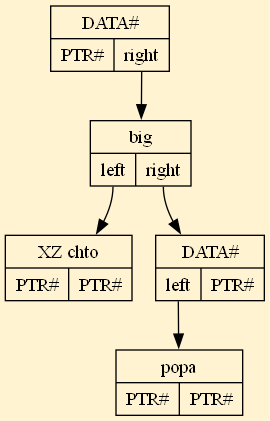 DATA#
PTR# right
big
left right
XZ chto DATA#
PTR# PTR# left PTR#
popa
PTR# PTR#